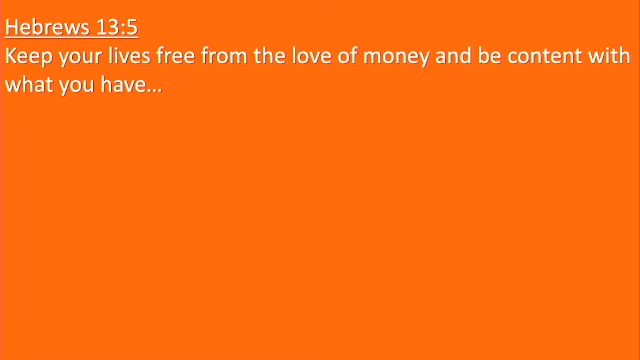 Hebrews 13:5
Keep your lives free from the love of money and be content with
what you have…